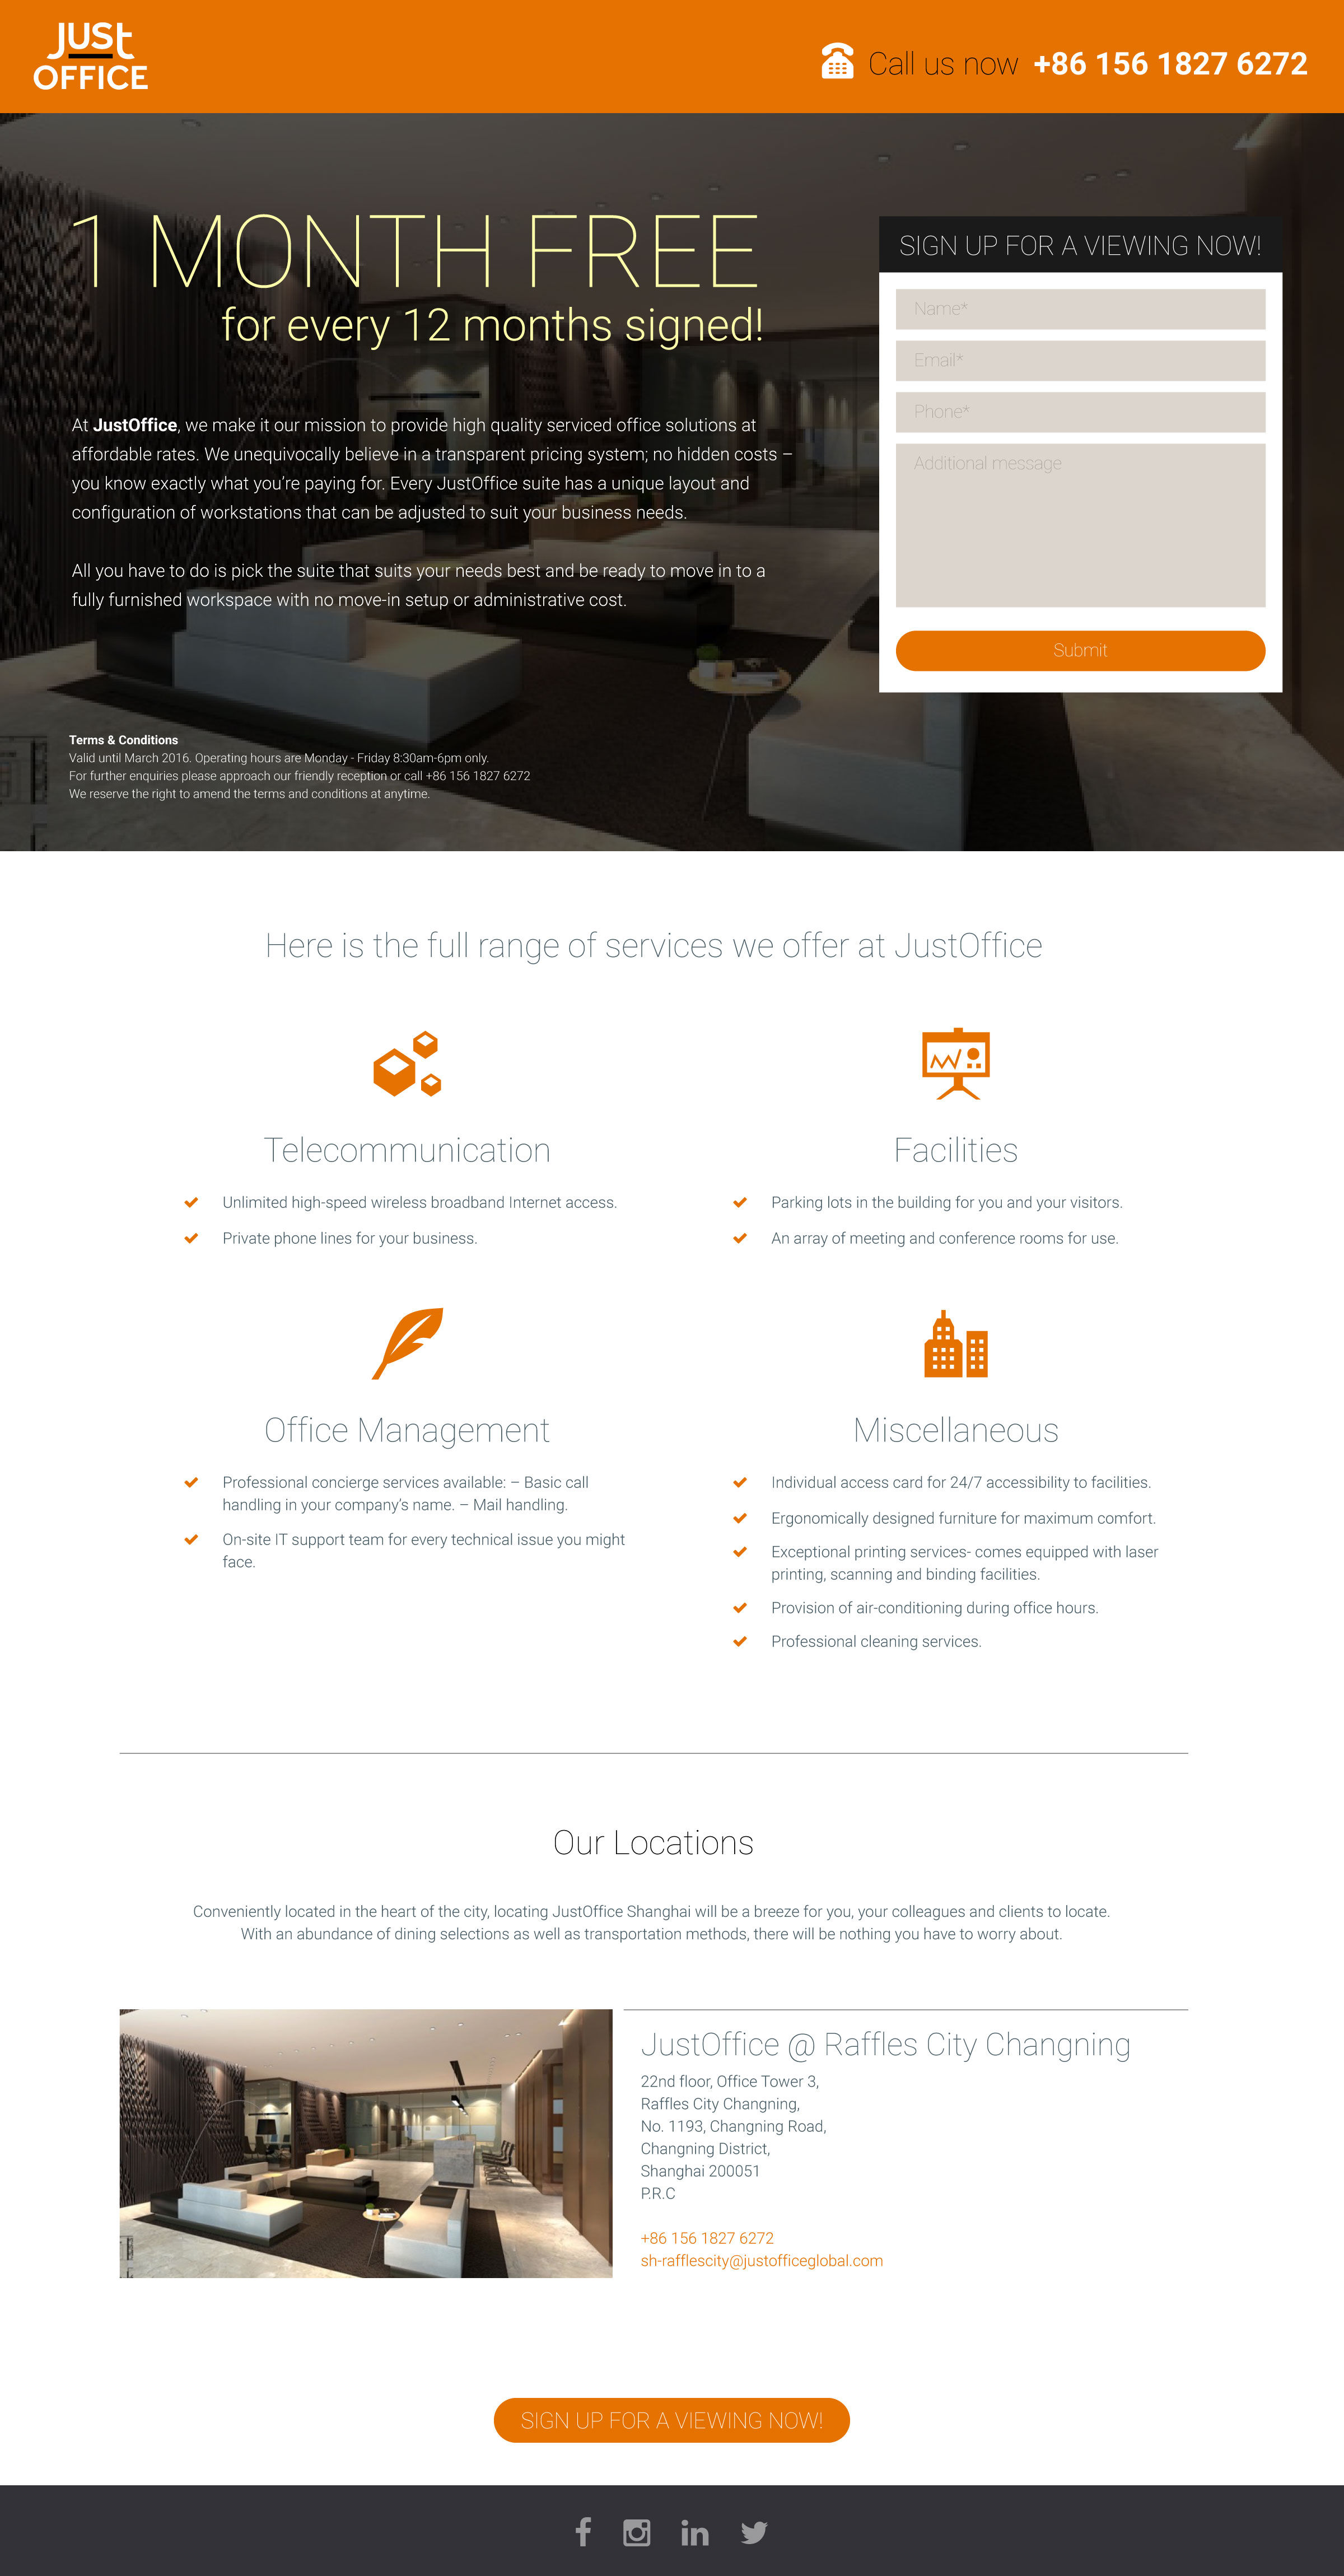 JUSt
OFFICE
Call us now +86 156 1827 6272
1 MONTH FREE
for every 12 months signed!
At JustOffice, we make it our mission to provide high quality serviced office solutions at
affordable rates. We unequivocally believe in a transparent pricing system; no hidden costs –
you know exactly what you’re paying for. Every JustOffice suite has a unique layout and
configuration of workstations that can be adjusted to suit your business needs.
All you have to do is pick the suite that suits your needs best and be ready to move in to a
fully furnished workspace with no move-in setup or administrative cost.
Terms & Conditions
Valid until March 2016. Operating hours are Monday - Friday 8:30am-6pm only.
For further enquiries please approach our friendly reception or call +86 156 1827 6272
We reserve the right to amend the terms and conditions at anytime.
SIGN UP FOR A VIEWING NOW!
Name*
Email*
Phone*
Additional message
Submit
Here is the full range of services we offer at JustOffice
Telecommunication
Unlimited high-speed wireless broadband Internet access.
Private phone lines for your business.
Facilities
Parking lots in the building for you and your visitors.
An array of meeting and conference rooms for use.
Office Management
Professional concierge services available: – Basic call
handling in your company’s name. – Mail handling.
On-site IT support team for every technical issue you might
face.
Miscellaneous
Individual access card for 24/7 accessibility to facilities.
Ergonomically designed furniture for maximum comfort.
Exceptional printing services- comes equipped with laser
printing, scanning and binding facilities.
Provision of air-conditioning during office hours.
Professional cleaning services.
Our Locations
Conveniently located in the heart of the city, locating JustOffice Shanghai will be a breeze for you, your colleagues and clients to locate.
With an abundance of dining selections as well as transportation methods, there will be nothing you have to worry about.
JustOffice @ Raffles City Changning
22nd floor, Office Tower 3,
Raffles City Changning,
No. 1193, Changning Road,
Changning District,
Shanghai 200051
P.R.C
+86 156 1827 6272
sh-rafflescity@justofficeglobal.com
SIGN UP FOR A VIEWING NOW!